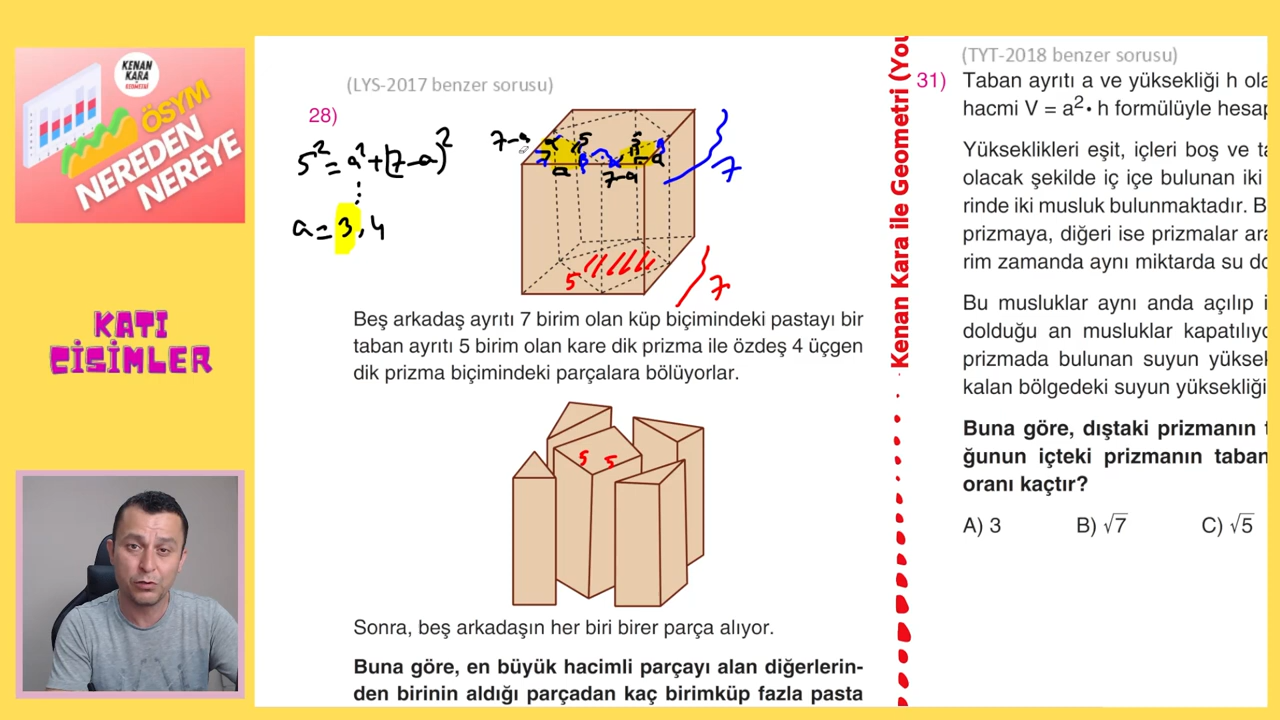 KENAN
KARA
ÖSYM
NEREDEN
NEREYE
KATI
CİSİMLER
(LYS-2017 benzer sorusu)
28)
5² = a² + (7-a)²
a = 3, 4
7-a
5
5
a
7-a
a
7
7
5
Beş arkadaş ayrıtı 7 birim olan küp biçimindeki pastayı bir
taban ayrıtı 5 birim olan kare dik prizma ile özdeş 4 üçgen
dik prizma biçimindeki parçalara bölüyorlar.
5 5
Sonra, beş arkadaşın her biri birer parça alıyor.
Buna göre, en büyük hacimli parçayı alan diğerlerin-
den birinin aldığı parçadan kaç birimküp fazla pasta
Kenan Kara ile Geometri (You
(TYT-2018 benzer sorusu)
31) Taban ayrıtı a ve yüksekliği h ola
hacmi V = a² · h formülüyle hesap
Yükseklikleri eşit, içleri boş ve ta
olacak şekilde iç içe bulunan iki
rinde iki musluk bulunmaktadır. B
prizmaya, diğeri ise prizmalar ara
rim zamanda aynı miktarda su do
Bu musluklar aynı anda açılıp i
dolduğu an musluklar kapatılıyo
prizmada bulunan suyun yüksek
kalan bölgedeki suyun yüksekliği
Buna göre, dıştaki prizmanın t
ğunun içteki prizmanın taban
oranı kaçtır?
A) 3 B) √7 C) √5